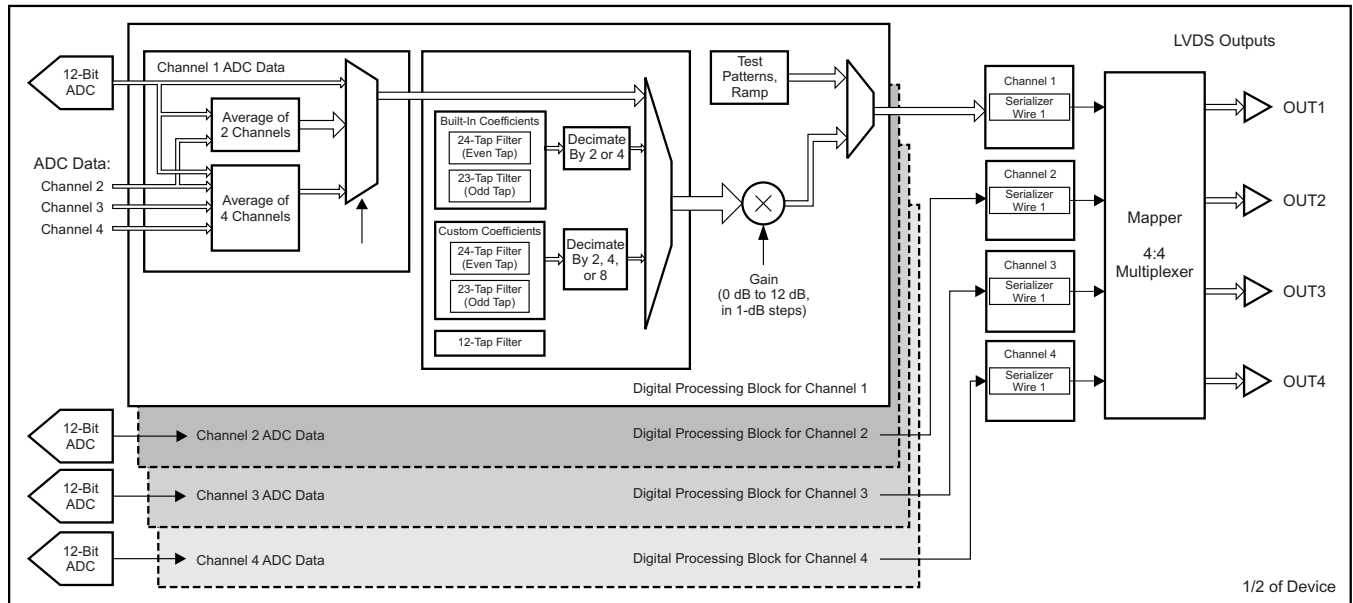 12-Bit
ADC
ADC Data:
Channel 2
Channel 3
Channel 4
Channel 1 ADC Data
Average of
2 Channels
Average of
4 Channels
Built-In Coefficients
24-Tap Filter
(Even Tap)
23-Tap Tilter
(Odd Tap)
Decimate
By 2 or 4
Custom Coefficients
24-Tap Filter
(Even Tap)
23-Tap Filter
(Odd Tap)
Decimate
By 2, 4,
or 8
12-Tap Filter
Test
Patterns,
Ramp
Gain
(0 dB to 12 dB,
in 1-dB steps)
Digital Processing Block for Channel 1
12-Bit
ADC
Channel 2 ADC Data
Digital Processing Block for Channel 2
12-Bit
ADC
Channel 3 ADC Data
Digital Processing Block for Channel 3
12-Bit
ADC
Channel 4 ADC Data
Digital Processing Block for Channel 4
LVDS Outputs
Channel 1
Serializer
Wire 1
Channel 2
Serializer
Wire 1
Channel 3
Serializer
Wire 1
Channel 4
Serializer
Wire 1
Mapper
4:4
Multiplexer
OUT1
OUT2
OUT3
OUT4
1/2 of Device